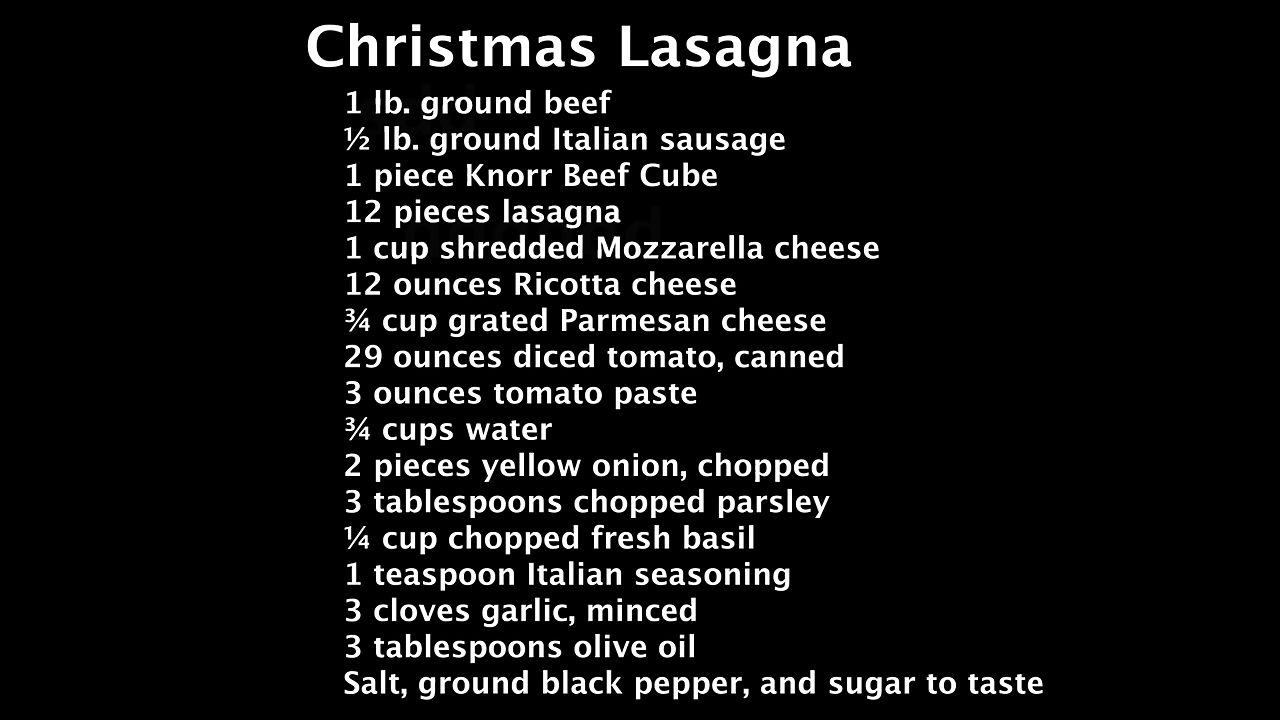 Christmas Lasagna
1 lb. ground beef
½ lb. ground Italian sausage
1 piece Knorr Beef Cube
12 pieces lasagna
1 cup shredded Mozzarella cheese
12 ounces Ricotta cheese
¾ cup grated Parmesan cheese
29 ounces diced tomato, canned
3 ounces tomato paste
¾ cups water
2 pieces yellow onion, chopped
3 tablespoons chopped parsley
¼ cup chopped fresh basil
1 teaspoon Italian seasoning
3 cloves garlic, minced
3 tablespoons olive oil
Salt, ground black pepper, and sugar to taste